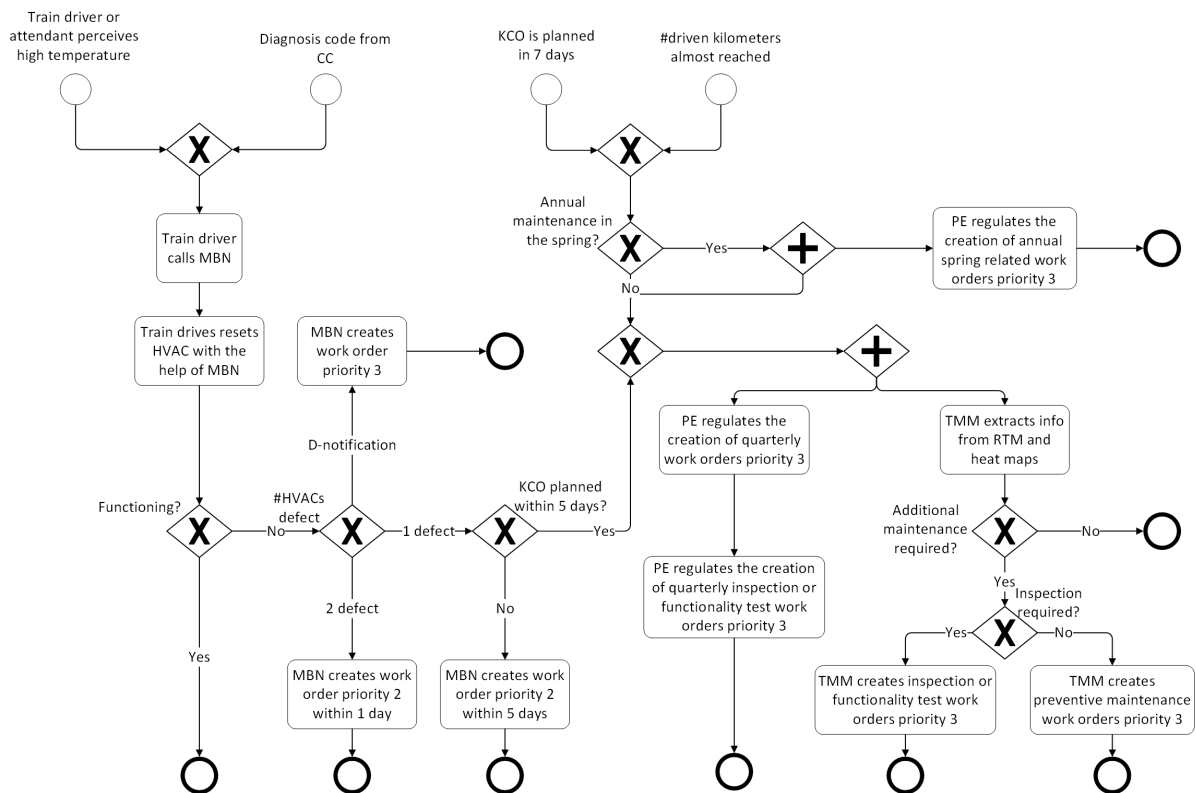 Train driver or
attendant perceives
high temperature
Diagnosis code from
CC
KCO is planned
in 7 days
#driven kilometers
almost reached
X
X
Train driver
calls MBN
Annual
maintenance in
the spring?
X
Yes
+
PE regulates the
creation of annual
spring related work
orders priority 3
No
Train drives resets
HVAC with the
help of MBN
MBN creates
work order
priority 3
X
+
D-notification
PE regulates the
creation of quarterly
work orders priority 3
TMM extracts info
from RTM and
heat maps
Functioning?
X
No
#HVACs
defect
X
1 defect
KCO planned
within 5 days?
X
Yes
Additional
maintenance
required?
X
No
Yes
2 defect
No
PE regulates the creation
of quarterly inspection or
functionality test work
orders priority 3
Inspection
required?
Yes
X
No
Yes
MBN creates work
order priority 2
within 1 day
MBN creates work
order priority 2
within 5 days
TMM creates inspection or
functionality test work
orders priority 3
TMM creates
preventive maintenance
work orders priority 3